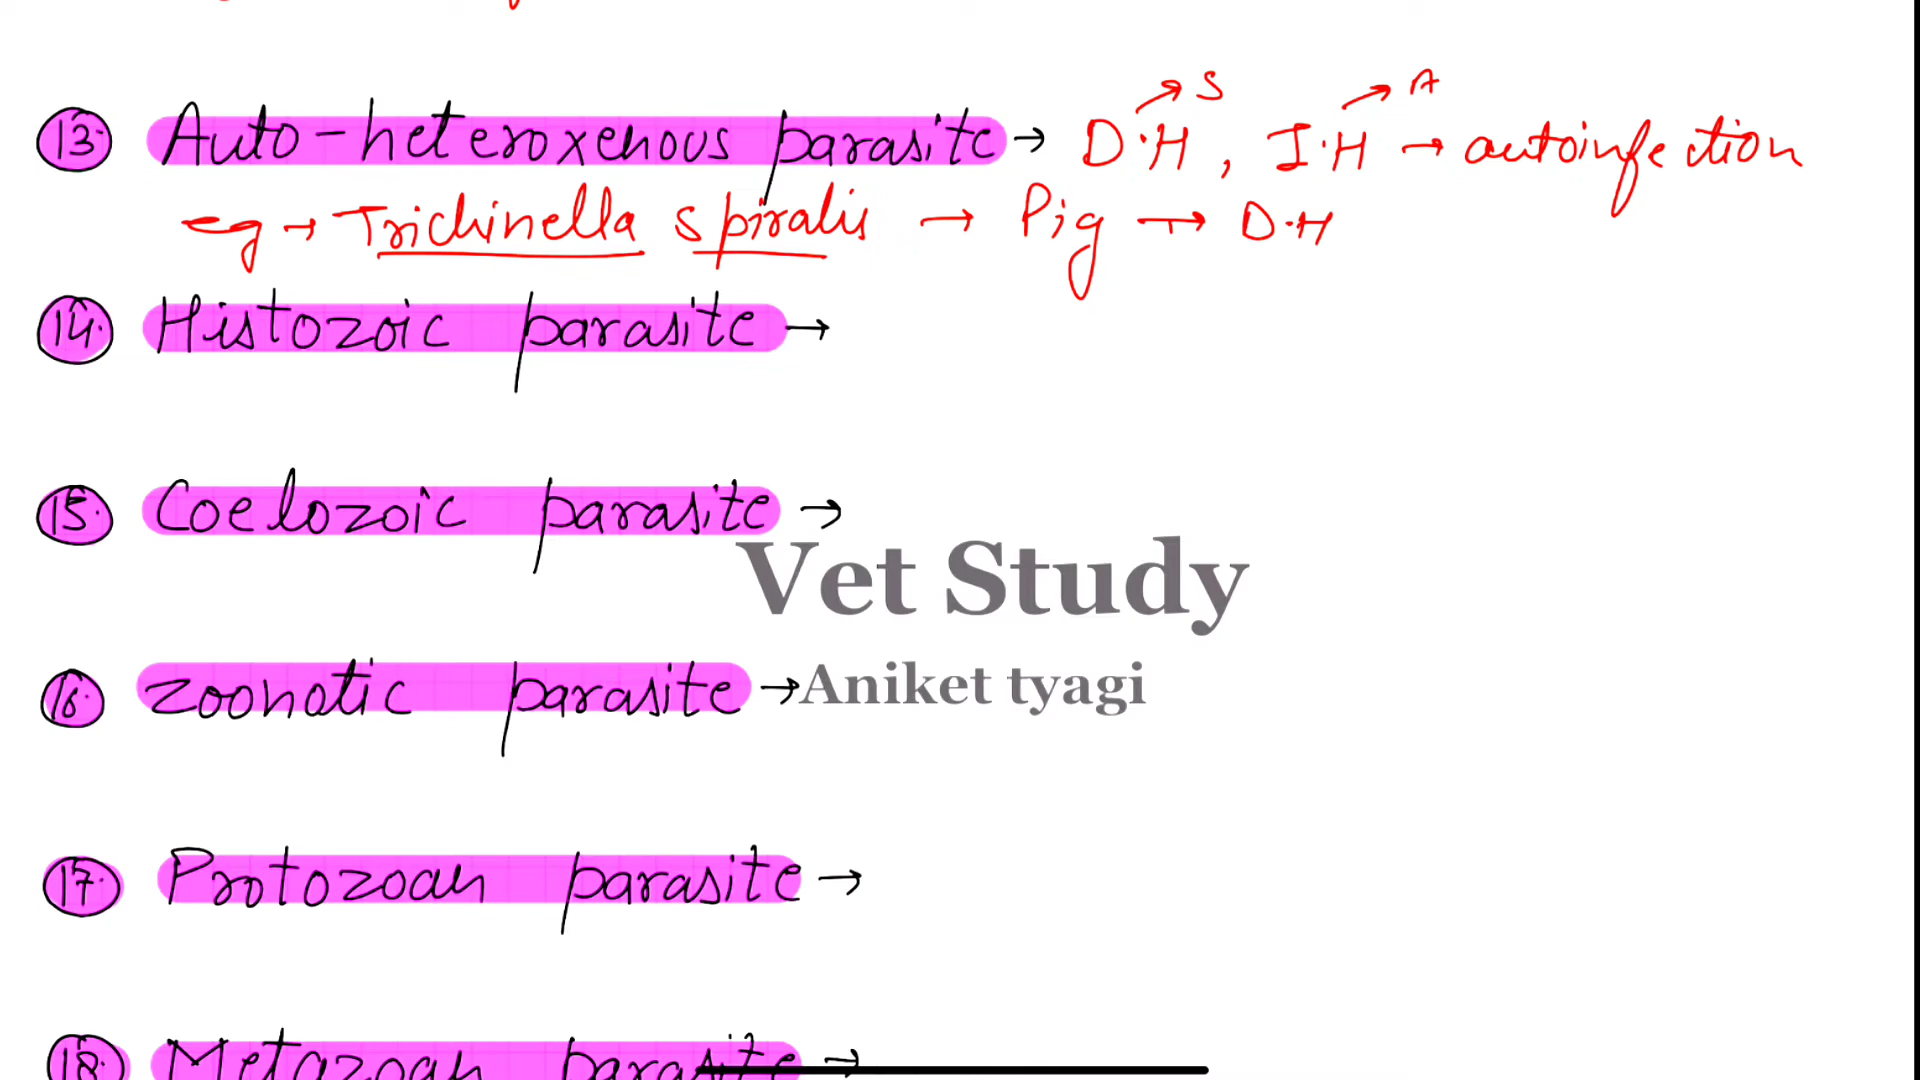 13. Auto-heteroxenous parasite → D.H → S, I.H → A → autoinfection
eg → Trichinella spiralis → Pig → D.H
14. Histozoic parasite →
15. Coelozoic parasite →
Vet Study
16. Zoonotic parasite →
Aniket tyagi
17. Protozoan parasite →
18. Metazoan parasite →